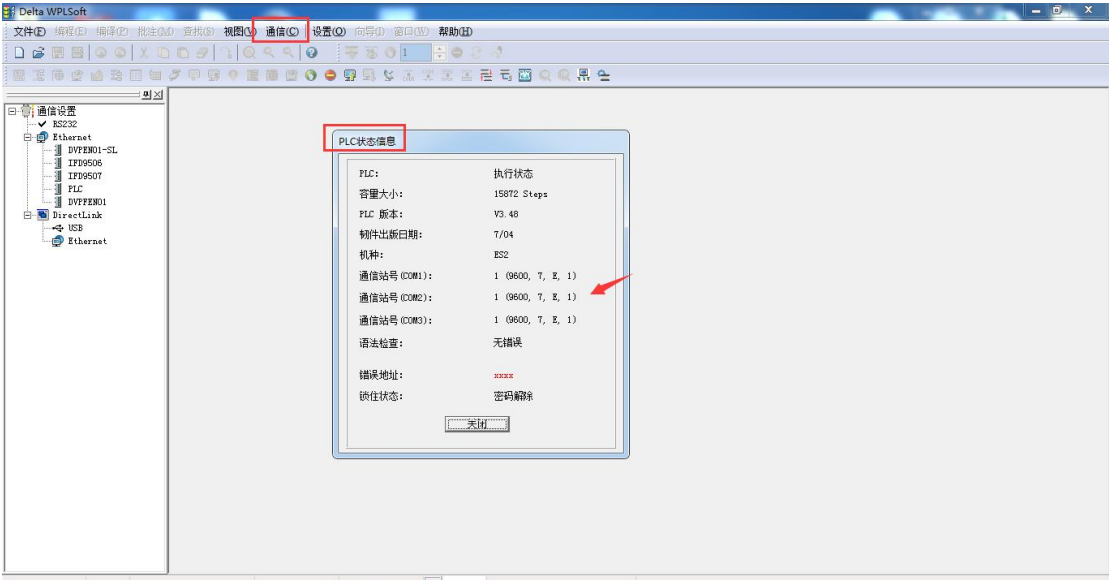 Delta WPLSoft
文件(F) 编程(E) 编译(P) 批注(M) 查找(S) 视图(V) 通信(C) 设置(O) 向导(I) 窗口(W) 帮助(H)
1
通信设置
RS232
Ethernet
DVPEN01-SL
IFD9506
IFD9507
PLC
DVPFEN01
DirectLink
USB
Ethernet
PLC状态信息
PLC: 执行状态
容量大小: 15872 Steps
PLC 版本: V3.48
韧件出版日期: 7/04
机种: ES2
通信站号(COM1): 1 (9600, 7, E, 1)
通信站号(COM2): 1 (9600, 7, E, 1)
通信站号(COM3): 1 (9600, 7, E, 1)
语法检查: 无错误
错误地址: xxxx
锁住状态: 密码解除
关闭